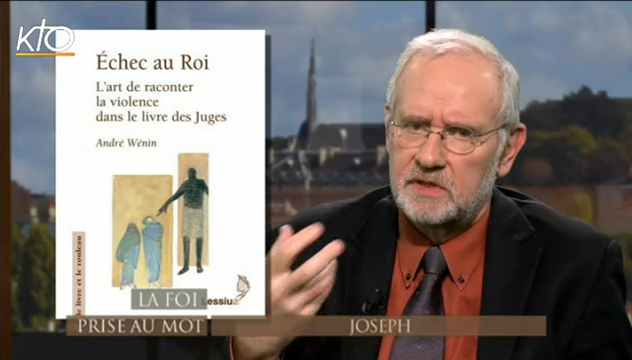 KTO
Échec au Roi
L'art de raconter
la violence
dans le livre des Juges
André Wénin
le livre et le rouleau
Lessius
LA FOI
PRISE AU MOT
JOSEPH